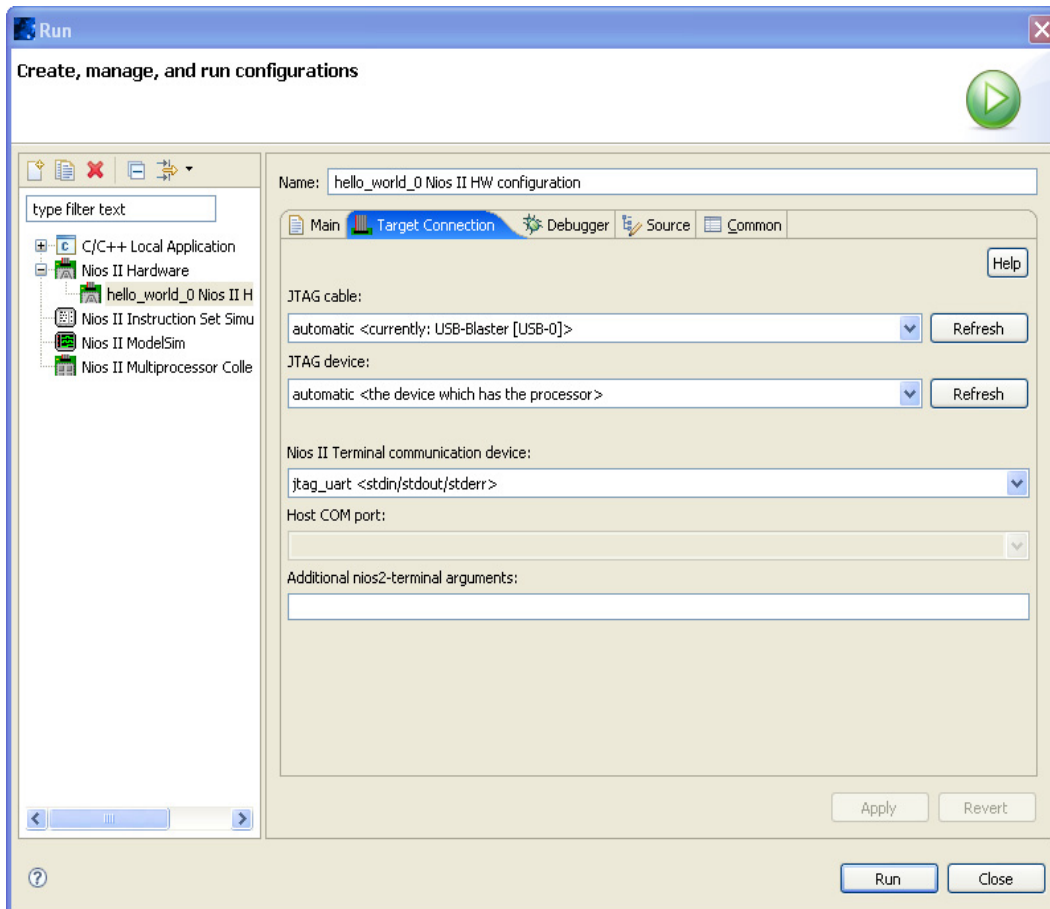 Run
Create, manage, and run configurations
type filter text
C/C++ Local Application
Nios II Hardware
hello_world_0 Nios II H
Nios II Instruction Set Simu
Nios II ModelSim
Nios II Multiprocessor Colle
Name: hello_world_0 Nios II HW configuration
Main Target Connection Debugger Source Common
Help
JTAG cable:
automatic <currently: USB-Blaster [USB-0]> Refresh
JTAG device:
automatic <the device which has the processor> Refresh
Nios II Terminal communication device:
jtag_uart <stdin/stdout/stderr>
Host COM port:
Additional nios2-terminal arguments:
Apply Revert
Run Close